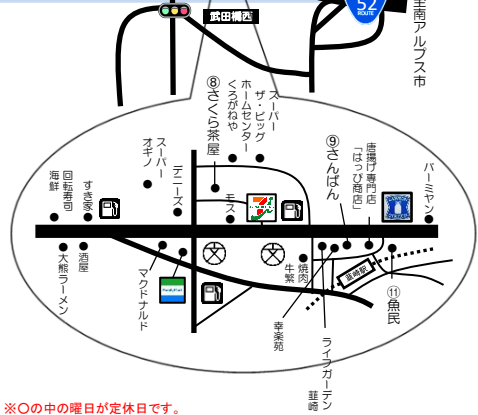 武田橋西
52
ROUTE
至南アルプス市
スーパー
ザ・ビッグ
ホームセンター
くろがねや
⑧さくら茶屋
⑨さんぱん
唐揚げ専門店
「はっぴ商店」
バーミヤン
スーパー
オギノ
デニーズ
モス
すき家
回転寿司
海鮮
大熊ラーメン
酒屋
マクドナルド
FamilyMart
焼肉
牛繁
韮崎駅
⑪魚民
幸楽苑
ライフガーデン
韮崎
※〇の中の曜日が定休日です。